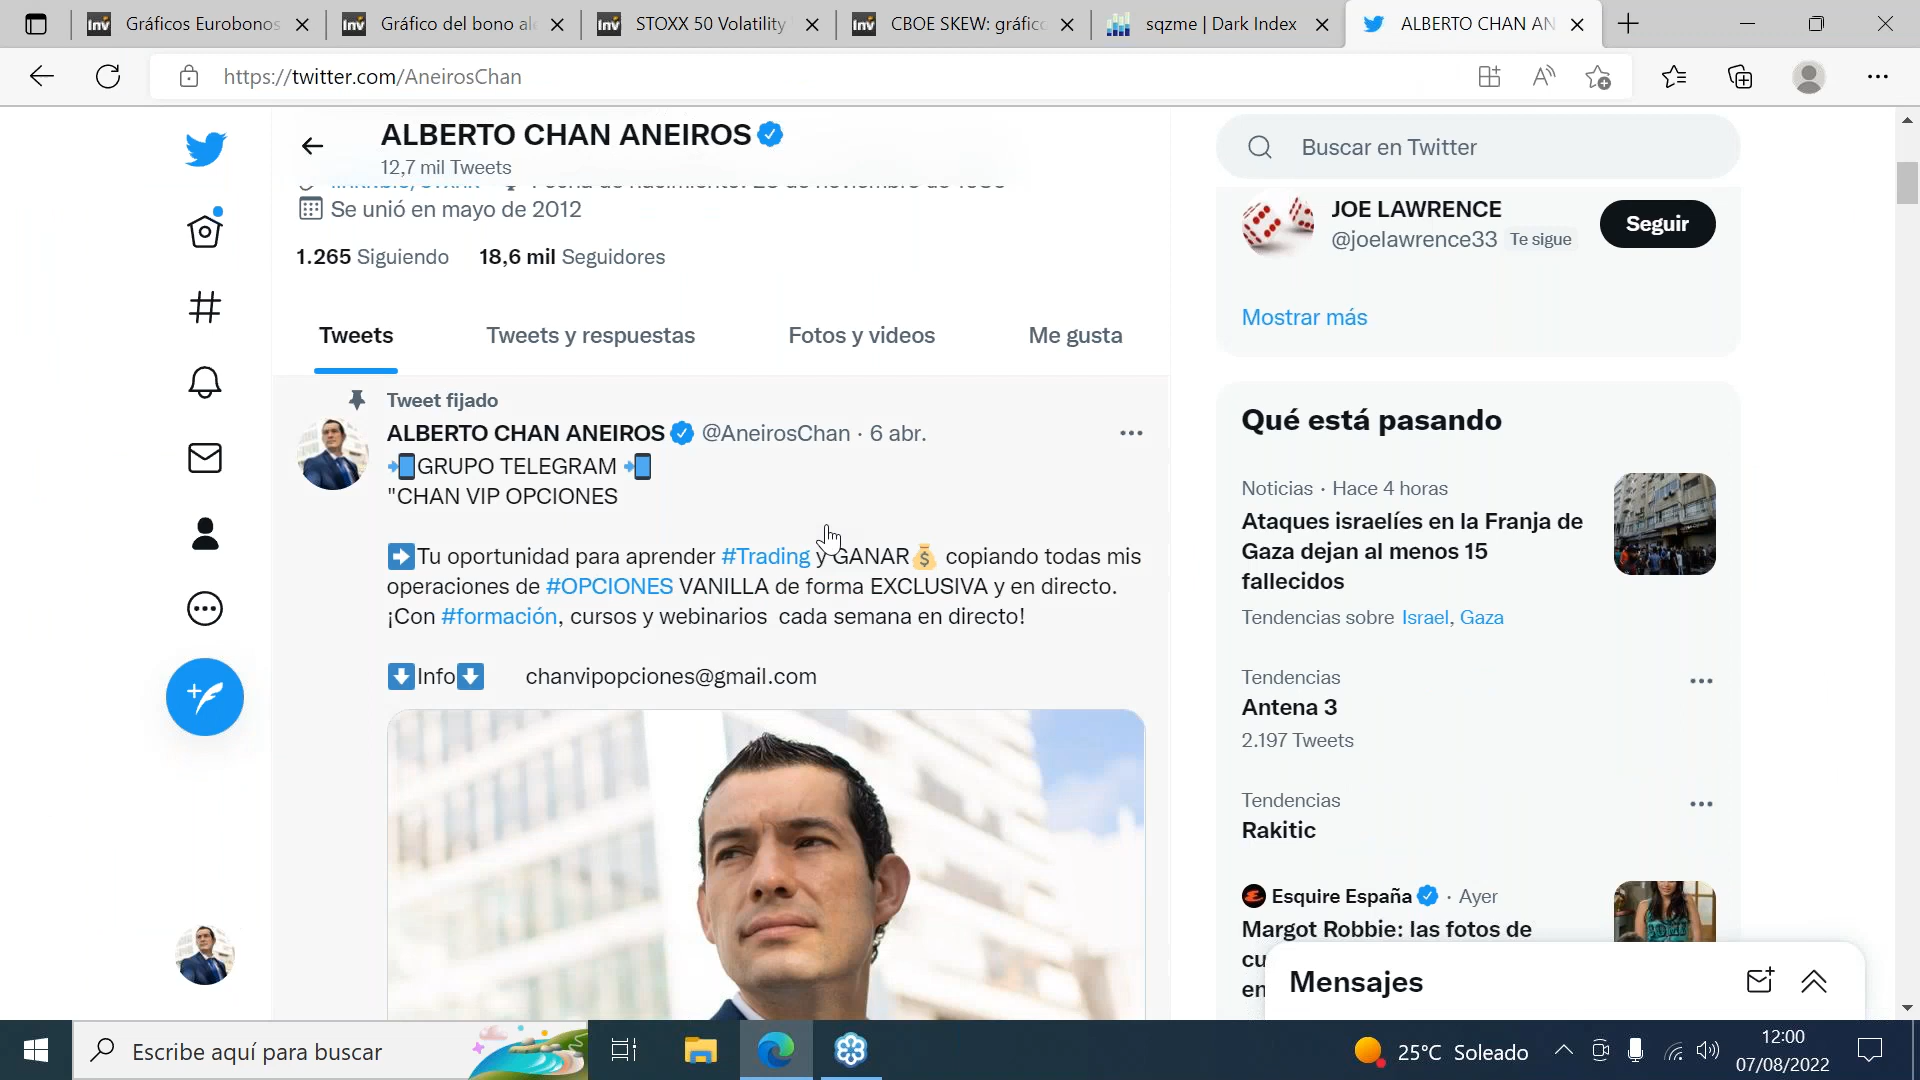 Gráficos Eurobonos
Gráfico del bono al
STOXX 50 Volatility
CBOE SKEW: gráfic
sqzme | Dark Index
ALBERTO CHAN AN
https://twitter.com/AneirosChan
ALBERTO CHAN ANEIROS
12,7 mil Tweets
Se unió en mayo de 2012
1.265 Siguiendo 18,6 mil Seguidores
Tweets Tweets y respuestas Fotos y videos Me gusta
Tweet fijado
ALBERTO CHAN ANEIROS @AneirosChan · 6 abr.
📲GRUPO TELEGRAM 📲
"CHAN VIP OPCIONES
➡️Tu oportunidad para aprender #Trading y GANAR💰 copiando todas mis
operaciones de #OPCIONES VANILLA de forma EXCLUSIVA y en directo.
¡Con #formación, cursos y webinarios cada semana en directo!
⬇️Info⬇️ chanvipopciones@gmail.com
Buscar en Twitter
JOE LAWRENCE
@joelawrence33 Te sigue
Seguir
Mostrar más
Qué está pasando
Noticias · Hace 4 horas
Ataques israelíes en la Franja de
Gaza dejan al menos 15
fallecidos
Tendencias sobre Israel, Gaza
Tendencias
Antena 3
2.197 Tweets
Tendencias
Rakitic
Esquire España · Ayer
Margot Robbie: las fotos de
cu
en
Mensajes
Escribe aquí para buscar
25°C Soleado
12:00
07/08/2022